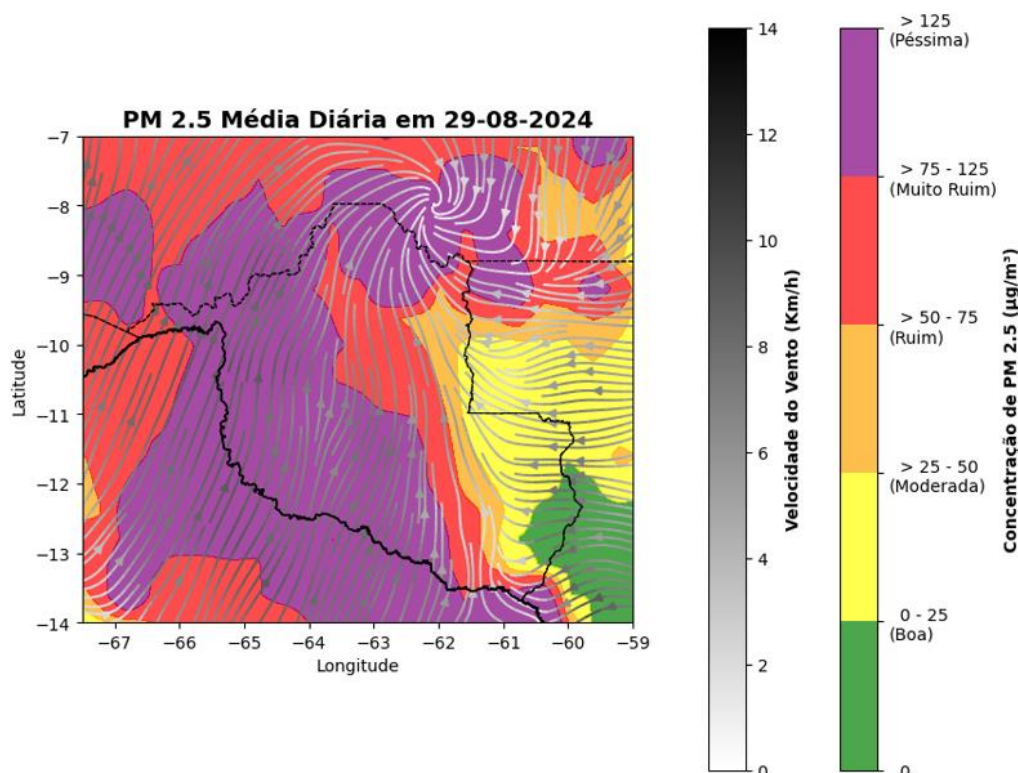 PM 2.5 Média Diária em 29-08-2024
−7
−8
−9
−10
−11
−12
−13
−14
Latitude
−67
−66
−65
−64
−63
−62
−61
−60
−59
Longitude
14
12
10
8
6
4
2
0
Velocidade do Vento (Km/h)
> 125
(Péssima)
> 75 - 125
(Muito Ruim)
> 50 - 75
(Ruim)
> 25 - 50
(Moderada)
0 - 25
(Boa)
0
Concentração de PM 2.5 (µg/m³)